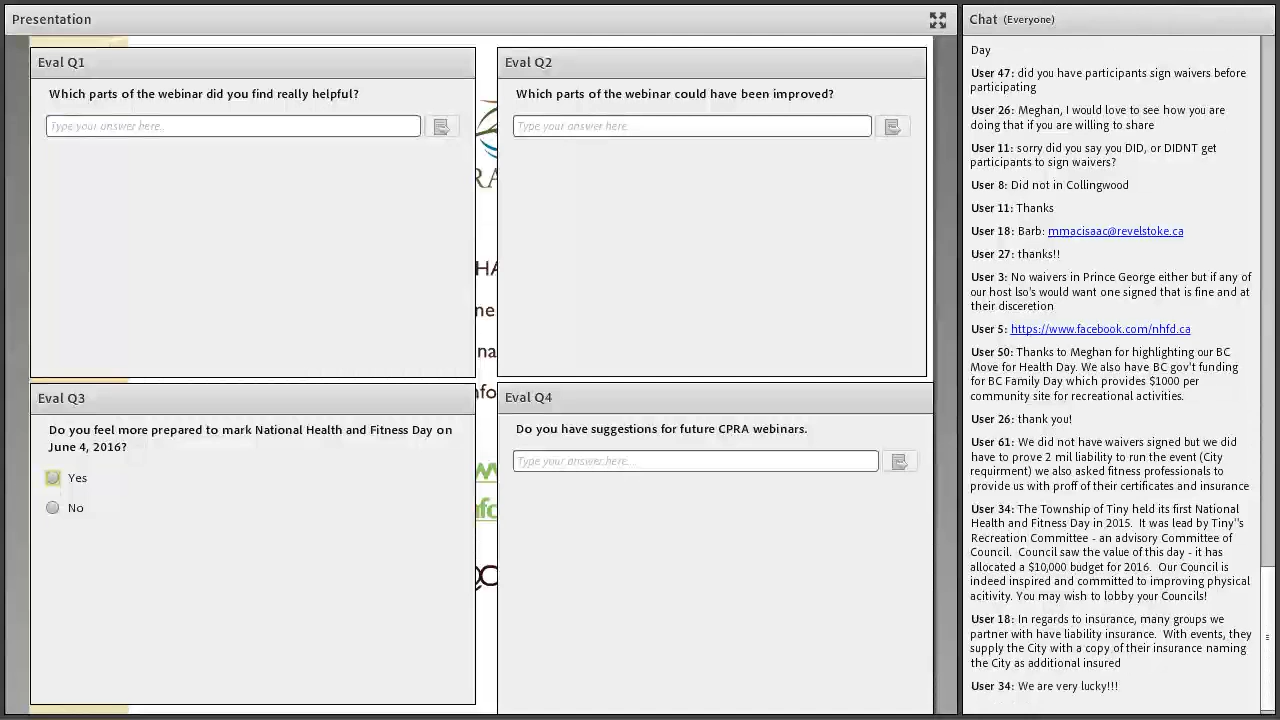 Presentation
Eval Q1
Which parts of the webinar did you find really helpful?
Type your answer here..
Eval Q2
Which parts of the webinar could have been improved?
Type your answer here.
RA
HA
ne
na
nfo
Eval Q3
Do you feel more prepared to mark National Health and Fitness Day on
June 4, 2016?
Yes
No
Eval Q4
Do you have suggestions for future CPRA webinars.
Type your answer here...
Chat (Everyone)
Day
User 47: did you have participants sign waivers before
participating
User 26: Meghan, I would love to see how you are
doing that if you are willing to share
User 11: sorry did you say you DID, or DIDNT get
participants to sign waivers?
User 8: Did not in Collingwood
User 11: Thanks
User 18: Barb: mmacisaac@revelstoke.ca
User 27: thanks!!
User 3: No waivers in Prince George either but if any of
our host lso's would want one signed that is fine and at
their discretion
User 5: https://www.facebook.com/nhfd.ca
User 50: Thanks to Meghan for highlighting our BC
Move for Health Day. We also have BC gov't funding
for BC Family Day which provides $1000 per
community site for recreational activities.
User 26: thank you!
User 61: We did not have waivers signed but we did
have to prove 2 mil liability to run the event (City
requirment) we also asked fitness professionals to
provide us with proff of their certificates and insurance
User 34: The Township of Tiny held its first National
Health and Fitness Day in 2015. It was lead by Tiny"s
Recreation Committee - an advisory Committee of
Council. Council saw the value of this day - it has
allocated a $10,000 budget for 2016. Our Council is
indeed inspired and committed to improving physical
acitivity. You may wish to lobby your Councils!
User 18: In regards to insurance, many groups we
partner with have liability insurance. With events, they
supply the City with a copy of their insurance naming
the City as additional insured
User 34: We are very lucky!!!